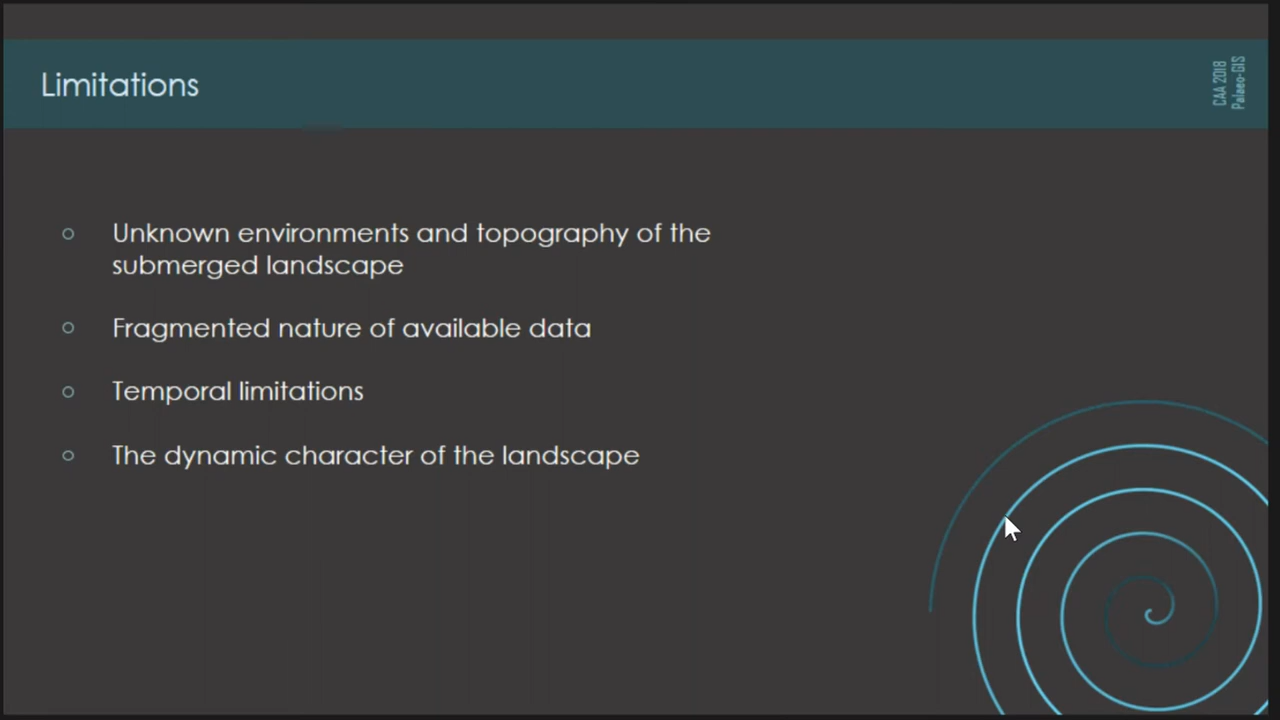 Limitations
CAA 2018
Palaeo-GIS
Unknown environments and topography of the
submerged landscape
Fragmented nature of available data
Temporal limitations
The dynamic character of the landscape